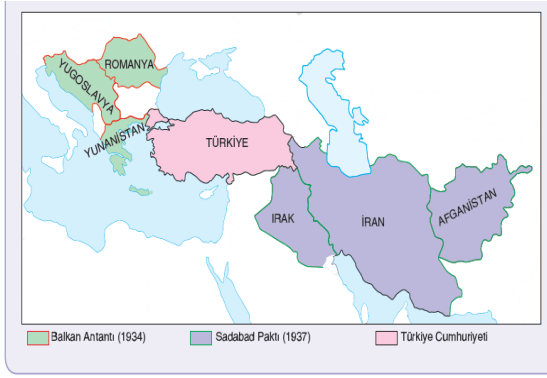 ROMANYA
YUGOSLAVYA
YUNANİSTAN
TÜRKİYE
IRAK
İRAN
AFGANİSTAN
Balkan Antantı (1934)
Sadabad Paktı (1937)
Türkiye Cumhuriyeti